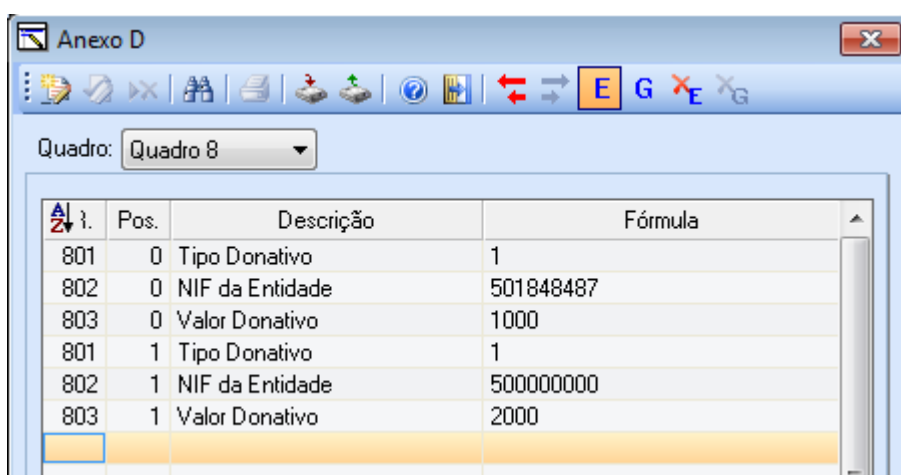 Anexo D
E G E G
Quadro: Quadro 8
Pos. Descrição Fórmula
801 0 Tipo Donativo 1
802 0 NIF da Entidade 501848487
803 0 Valor Donativo 1000
801 1 Tipo Donativo 1
802 1 NIF da Entidade 500000000
803 1 Valor Donativo 2000